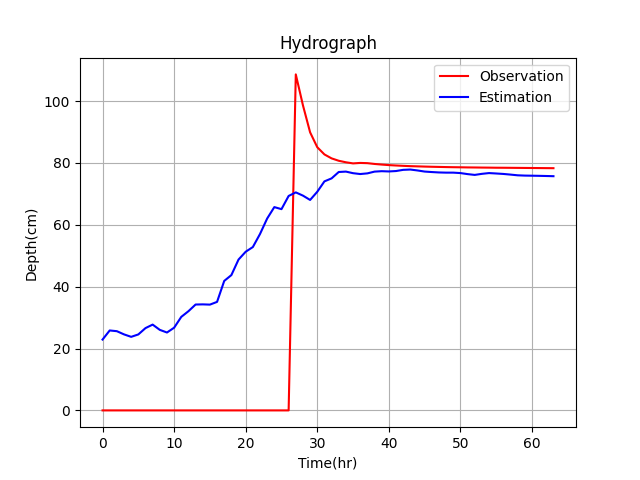 Hydrograph
Observation
Estimation
Depth(cm)
100
80
60
40
20
0
0 10 20 30 40 50 60
Time(hr)